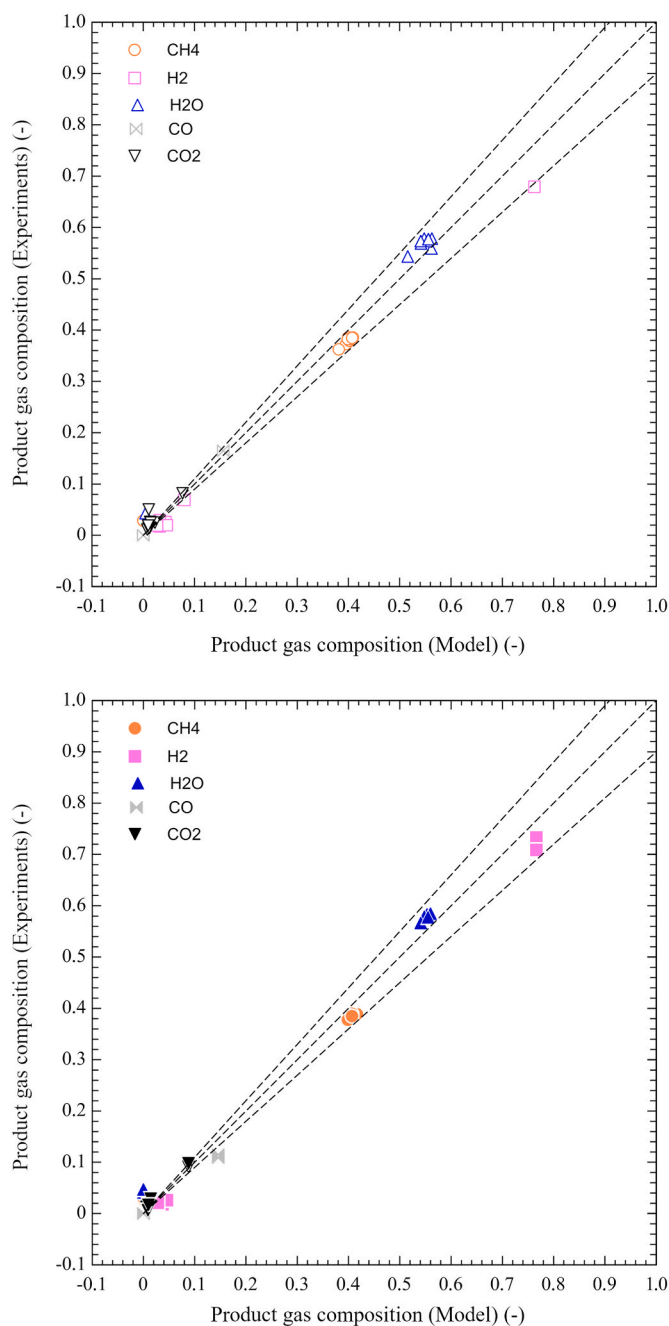 1.0
CH4
0.9
H2
H2O
0.8
CO
CO2
0.7
0.6
0.5
0.4
0.3
0.2
0.1
0
-0.1
-0.1 0 0.1 0.2 0.3 0.4 0.5 0.6 0.7 0.8 0.9 1.0
Product gas composition (Experiments) (-)
Product gas composition (Model) (-)
1.0
CH4
0.9
H2
H2O
0.8
CO
CO2
0.7
0.6
0.5
0.4
0.3
0.2
0.1
0
-0.1
-0.1 0 0.1 0.2 0.3 0.4 0.5 0.6 0.7 0.8 0.9 1.0
Product gas composition (Experiments) (-)
Product gas composition (Model) (-)